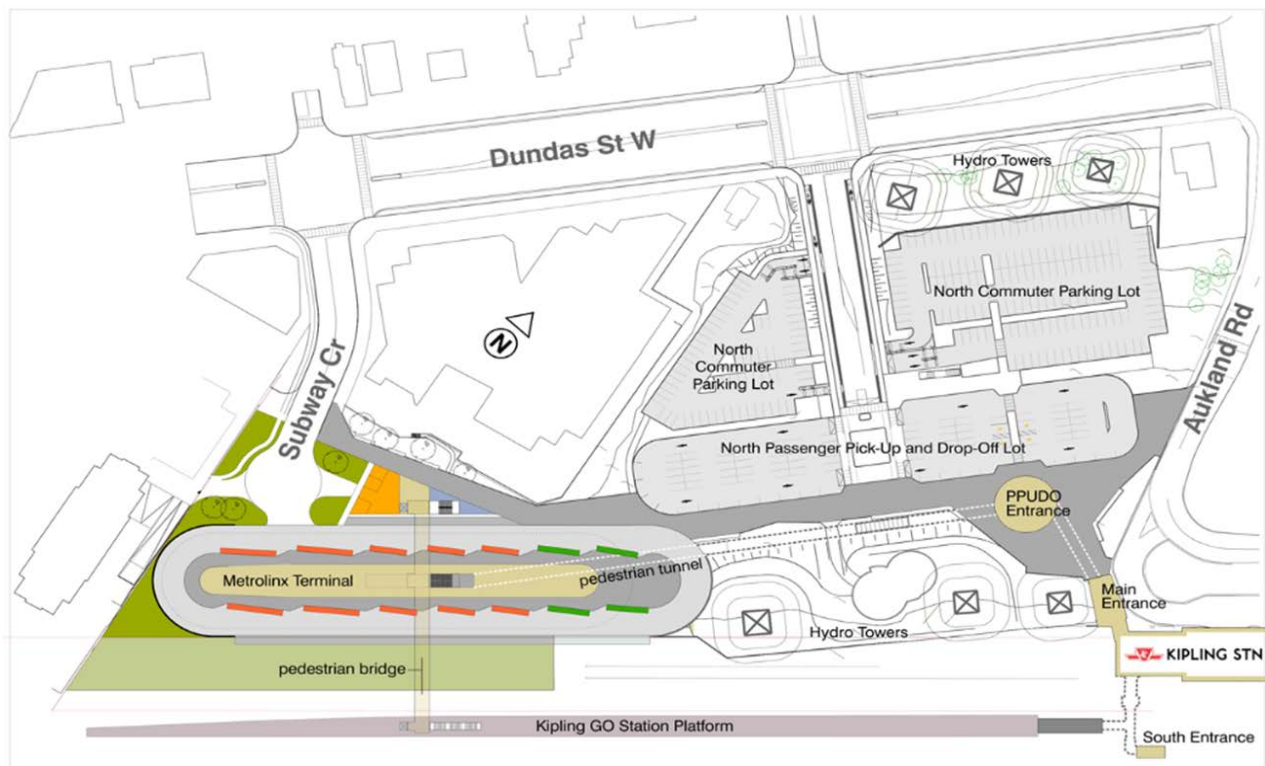 Dundas St W
Hydro Towers
North Commuter Parking Lot
Aukland Rd
N
North
Commuter
Parking Lot
Subway Cr
North Passenger Pick-Up and Drop-Off Lot
PPUDO
Entrance
Metrolinx Terminal
pedestrian tunnel
Main
Entrance
Hydro Towers
KIPLING STN
pedestrian bridge
Kipling GO Station Platform
South Entrance